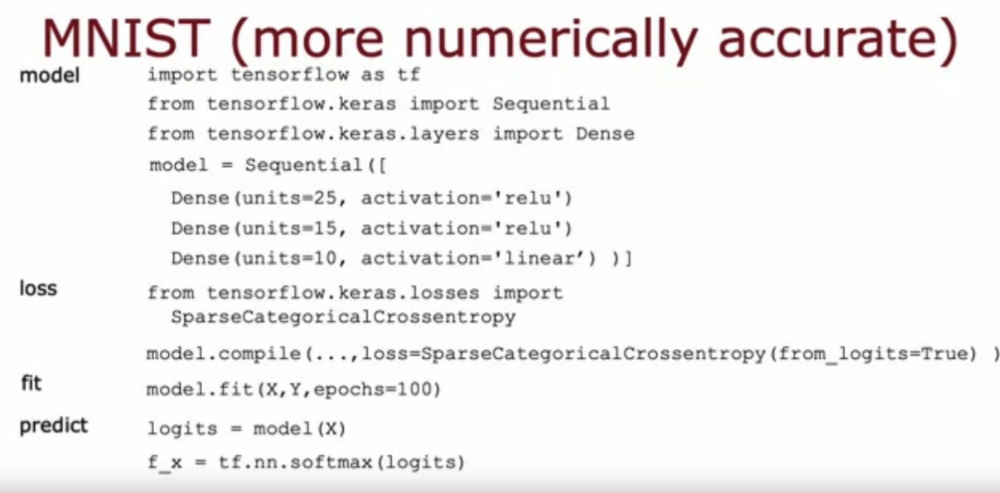 MNIST (more numerically accurate)
model
import tensorflow as tf
from tensorflow.keras import Sequential
from tensorflow.keras.layers import Dense
model = Sequential([
Dense(units=25, activation='relu')
Dense(units=15, activation='relu')
Dense(units=10, activation='linear’) )]
loss
from tensorflow.keras.losses import
SparseCategoricalCrossentropy
model.compile(...,loss=SparseCategoricalCrossentropy(from_logits=True) )
fit
model.fit(X,Y,epochs=100)
predict
logits = model(X)
f_x = tf.nn.softmax(logits)